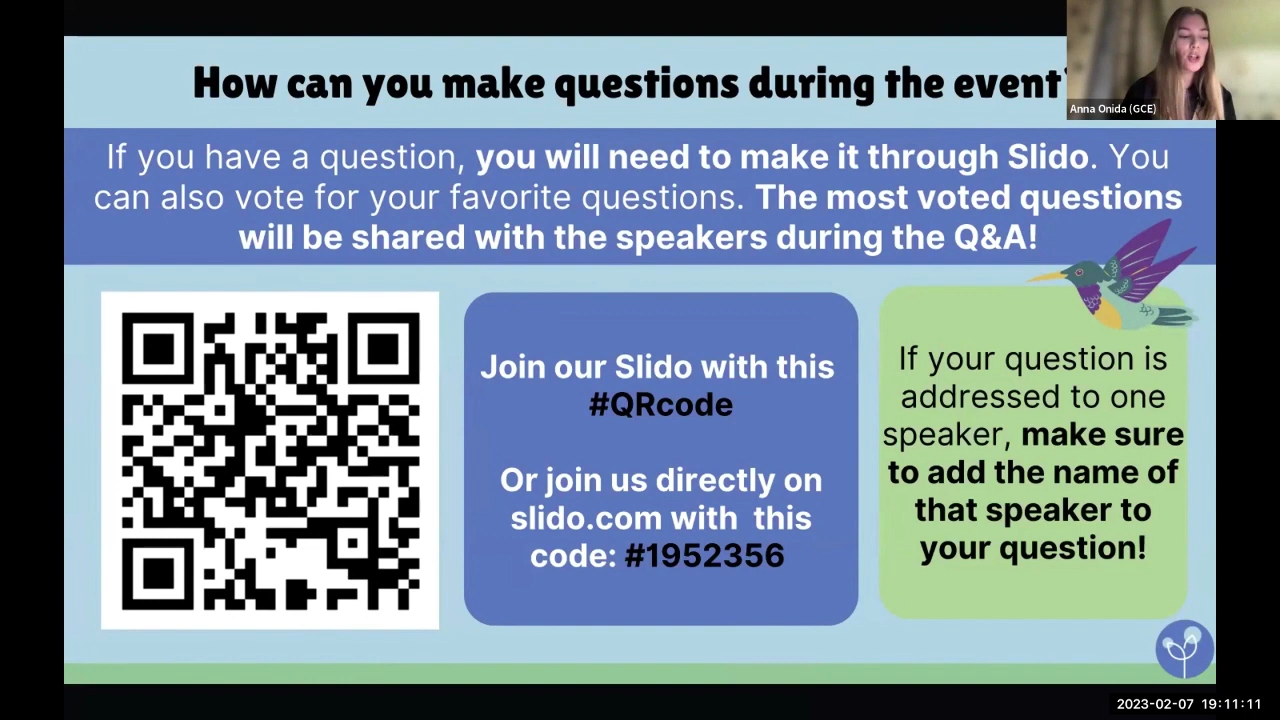 How can you make questions during the event?
Anna Onida (GCE)
If you have a question, you will need to make it through Slido. You
can also vote for your favorite questions. The most voted questions
will be shared with the speakers during the Q&A!
Join our Slido with this
#QRcode
Or join us directly on
slido.com with this
code: #1952356
If your question is
addressed to one
speaker, make sure
to add the name of
that speaker to
your question!
2023-02-07 19:11:11